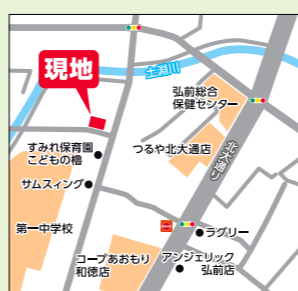 現地
土淵川
弘前総合
保健センター
すみれ保育園
こどもの櫓
つるや北大通店
北大通り
サムスィング
第一中学校
ラグリー
コープあおもり
和徳店
アンジェリック
弘前店